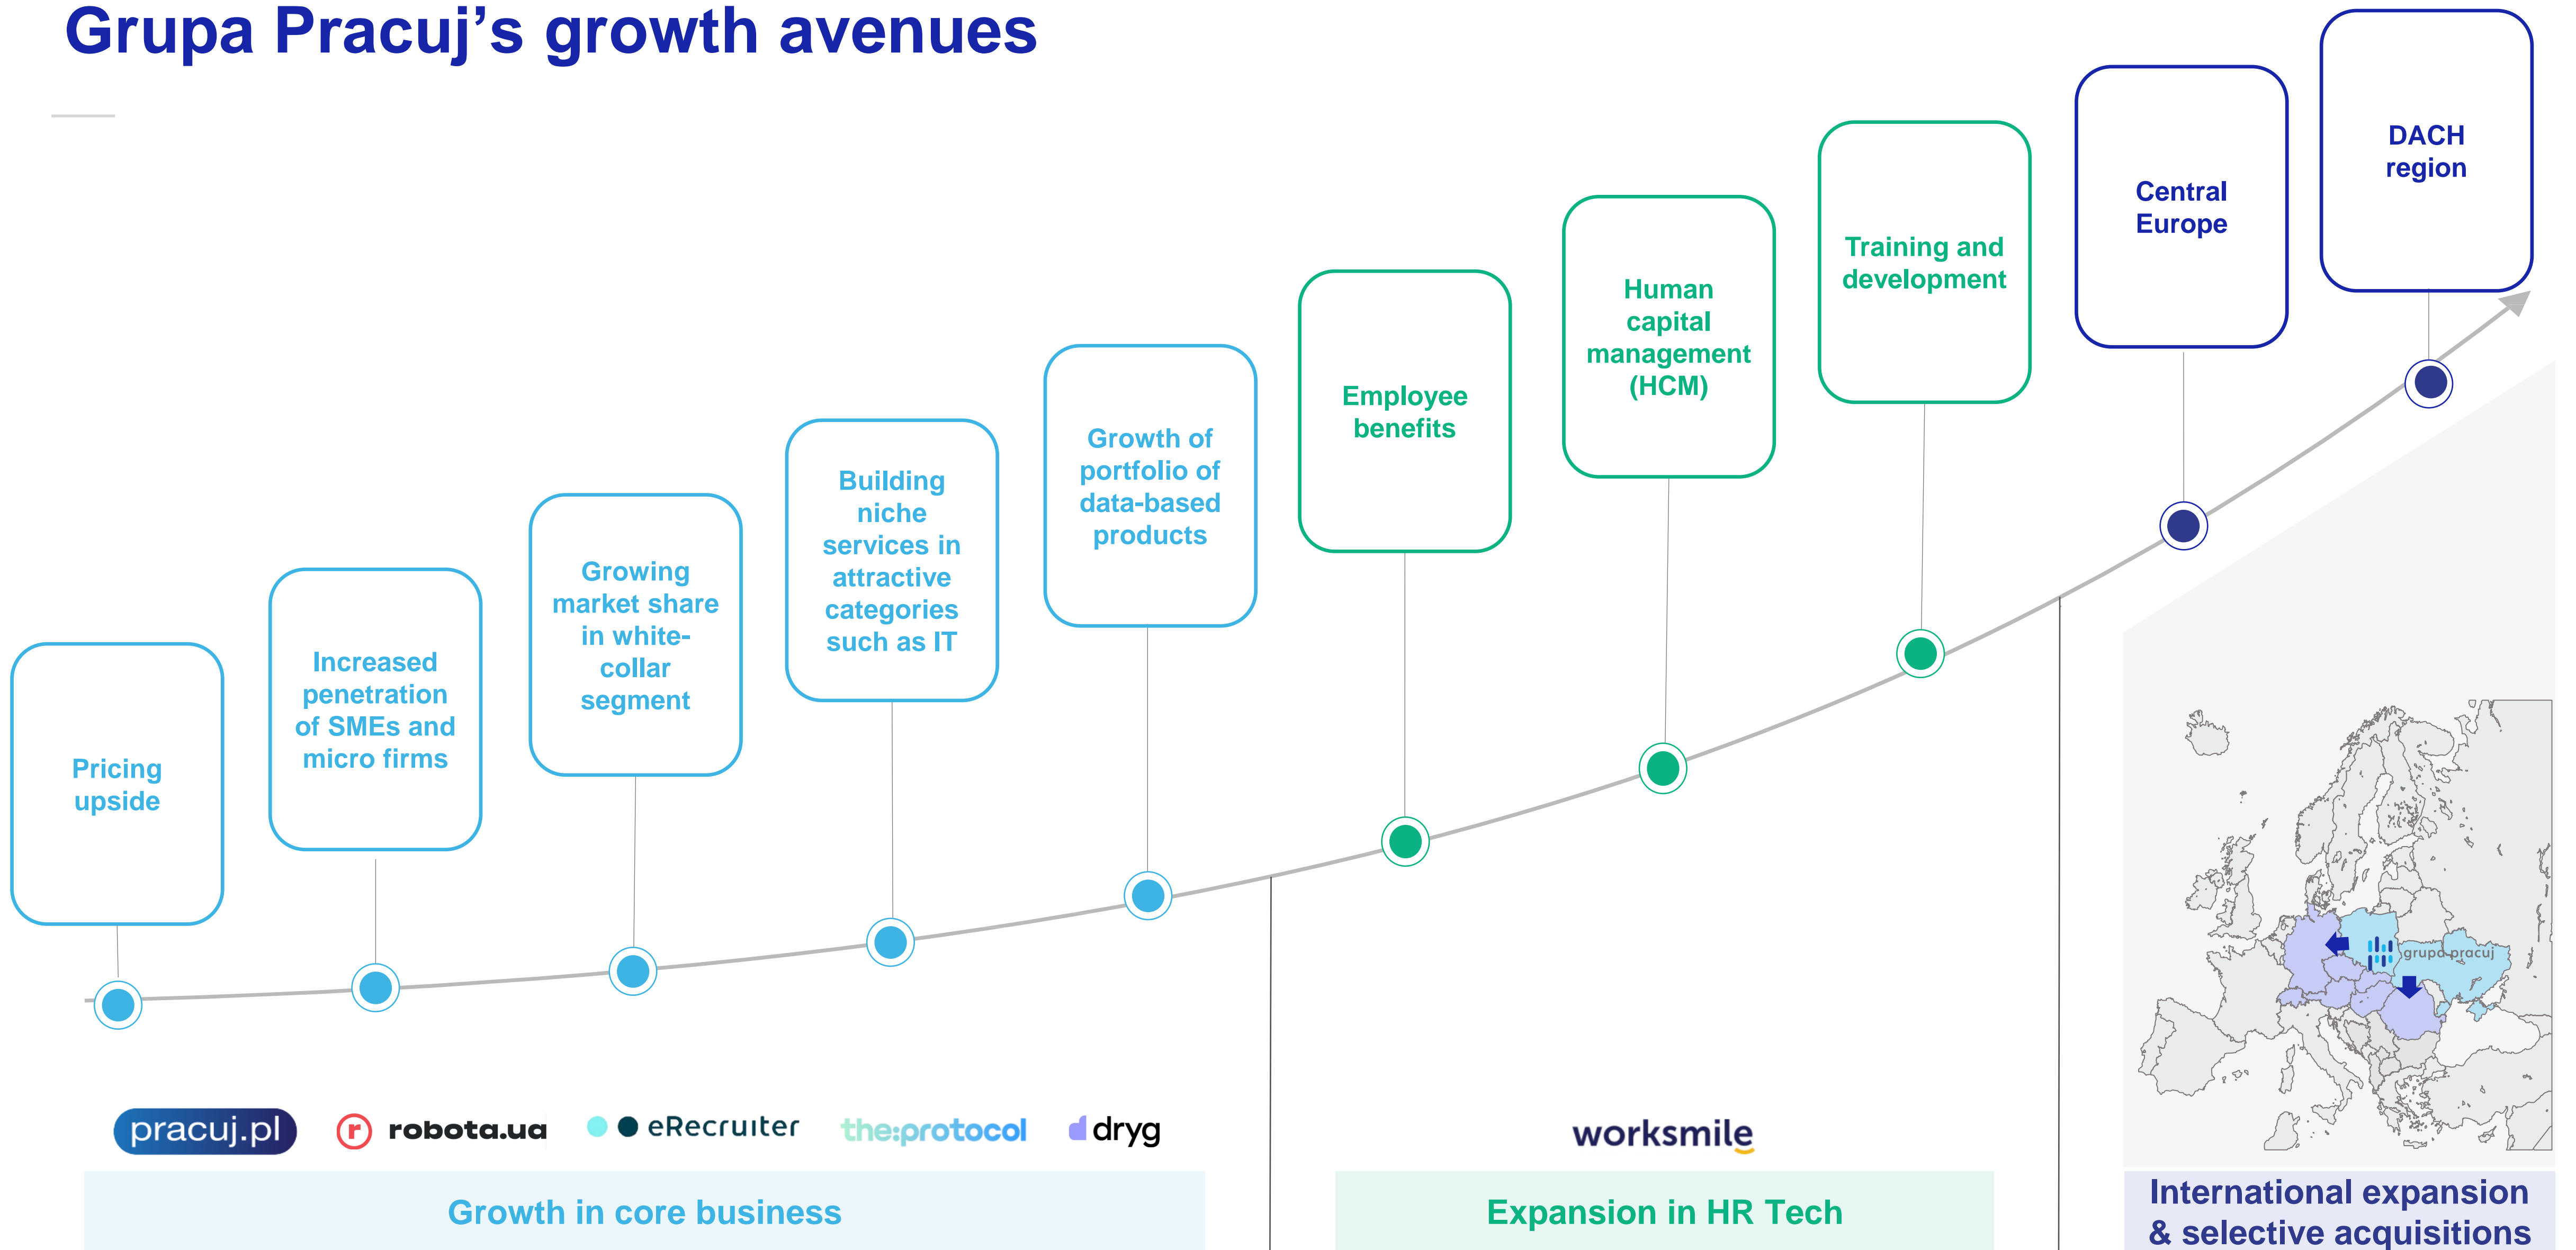 Grupa Pracuj's growth avenues
Pricing
upside
Increased
penetration
of SMEs and
micro firms
Growing
market share
in white-
collar
segment
Building
niche
services in
attractive
categories
such as IT
Growth of
portfolio of
data-based
products
Employee
benefits
Human
capital
management
(HCM)
Training and
development
Central
Europe
DACH
region
grupa pracuj
pracuj.pl
r robota.ua
eRecruiter
the:protocol
dryg
worksmile
Growth in core business
Expansion in HR Tech
International expansion
& selective acquisitions